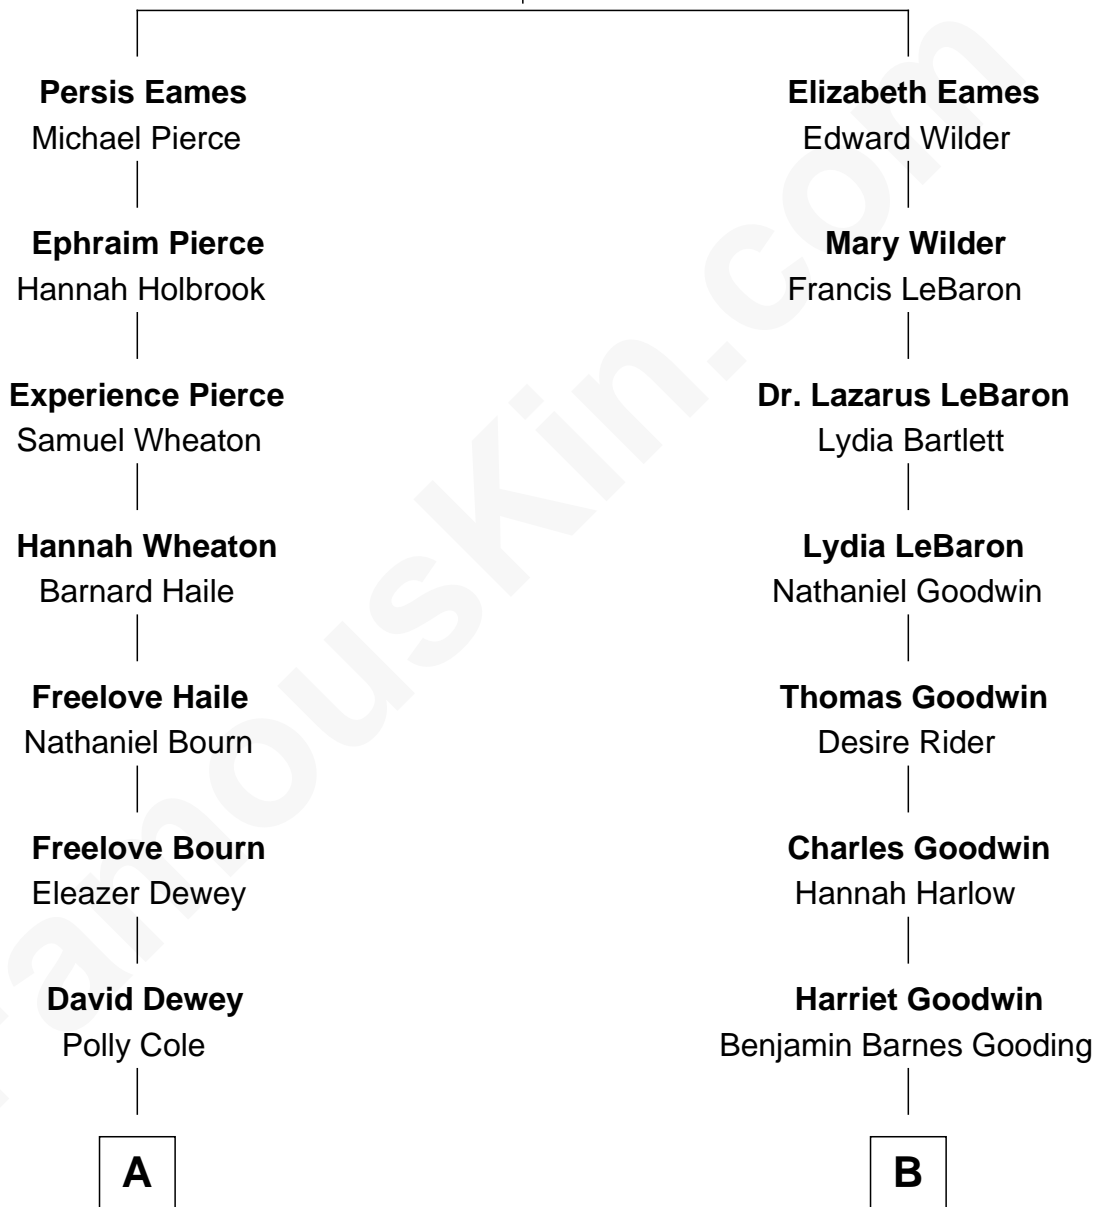 Persis Eames
Michael Pierce
Ephraim Pierce
Hannah Holbrook
Experience Pierce
Samuel Wheaton
Hannah Wheaton
Barnard Haile
Freelove Haile
Nathaniel Bourn
Freelove Bourn
Eleazer Dewey
David Dewey
Polly Cole
A
Elizabeth Eames
Edward Wilder
Mary Wilder
Francis LeBaron
Dr. Lazarus LeBaron
Lydia Bartlett
Lydia LeBaron
Nathaniel Goodwin
Thomas Goodwin
Desire Rider
Charles Goodwin
Hannah Harlow
Harriet Goodwin
Benjamin Barnes Gooding
B
FamousKin.com